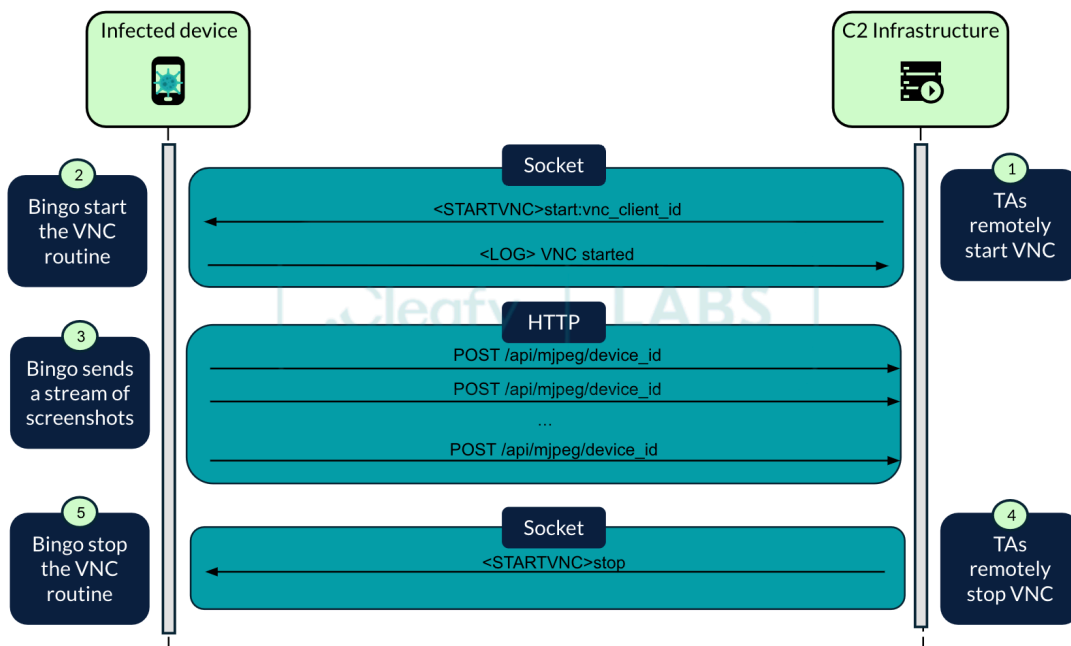 Infected device
C2 Infrastructure
Socket
2
Bingo start
the VNC
routine
<STARTVNC>start:vnc_client_id
<LOG> VNC started
1
TAs
remotely
start VNC
Cleafy
LABS
HTTP
3
Bingo sends
a stream of
screenshots
POST /api/mjpeg/device_id
POST /api/mjpeg/device_id
...
POST /api/mjpeg/device_id
Socket
5
Bingo stop
the VNC
routine
<STARTVNC>stop
4
TAs
remotely
stop VNC